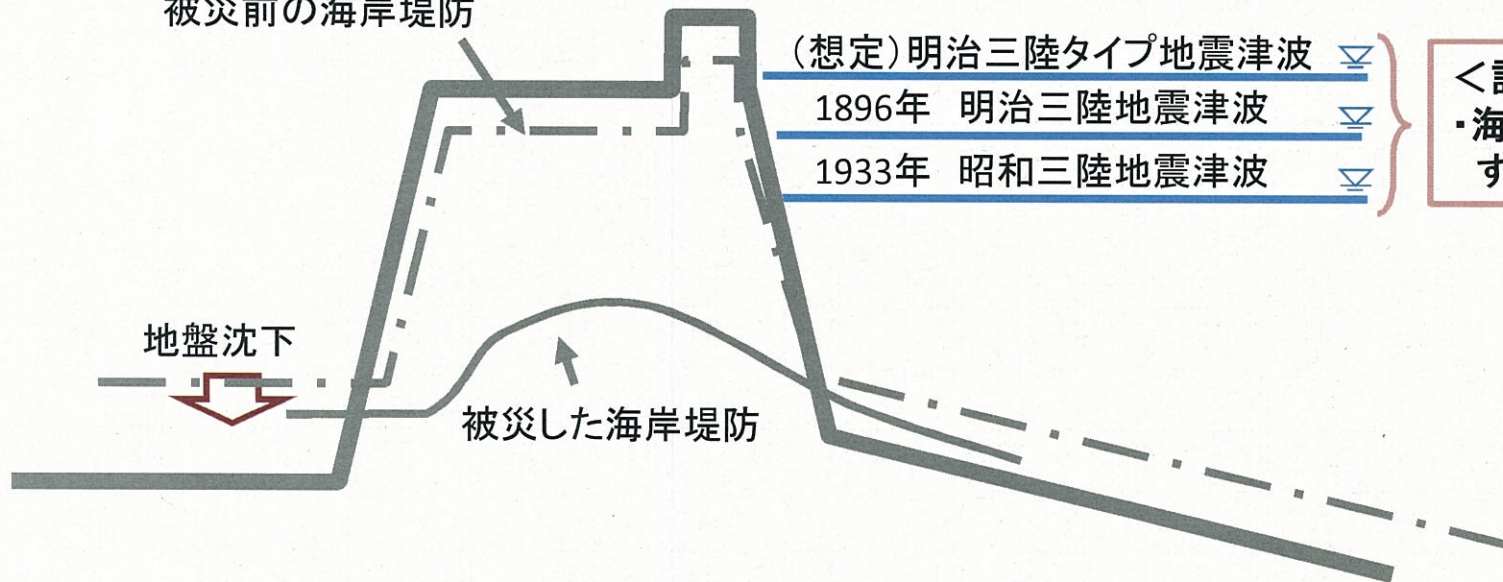 被災前の海岸堤防
(想定)明治三陸タイプ地震津波
1896年 明治三陸地震津波
1933年 昭和三陸地震津波
・海
す
地盤沈下
被災した海岸堤防